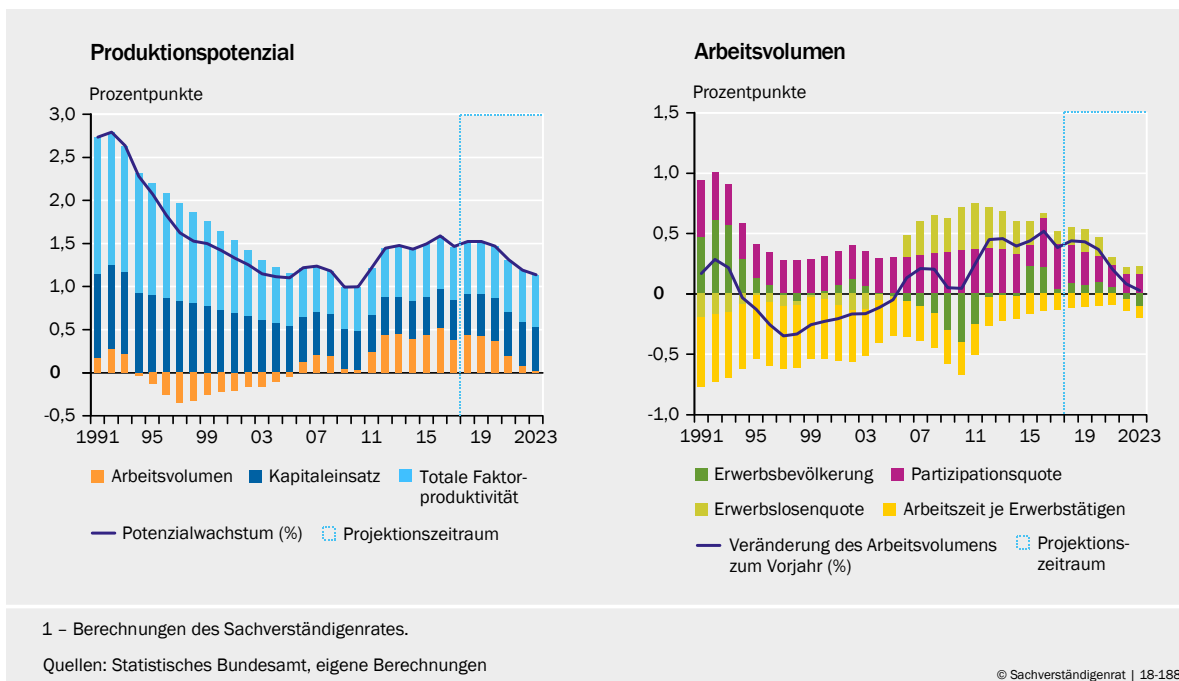 Produktionspotenzial
Prozentpunkte
3,0
2,5
2,0
1,5
1,0
0,5
0
-0,5
1991 95 99 03 07 11 15 19 2023
Arbeitsvolumen Kapitaleinsatz Totale Faktor-
produktivität
Potenzialwachstum (%) Projektionszeitraum
Arbeitsvolumen
Prozentpunkte
1,5
1,0
0,5
0
-0,5
-1,0
1991 95 99 03 07 11 15 19 2023
Erwerbsbevölkerung Partizipationsquote
Erwerbslosenquote Arbeitszeit je Erwerbstätigen
Veränderung des Arbeitsvolumens
zum Vorjahr (%)
Projektions-
zeitraum
1 – Berechnungen des Sachverständigenrates.
Quellen: Statistisches Bundesamt, eigene Berechnungen
© Sachverständigenrat | 18-188